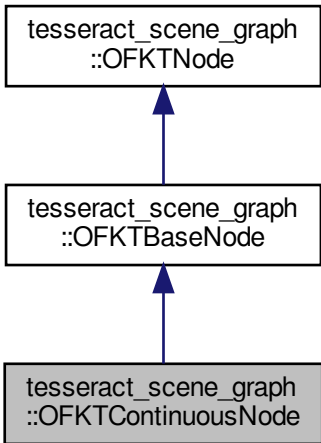 tesseract_scene_graph
::OFKTNode
tesseract_scene_graph
::OFKTBaseNode
tesseract_scene_graph
::OFKTContinuousNode